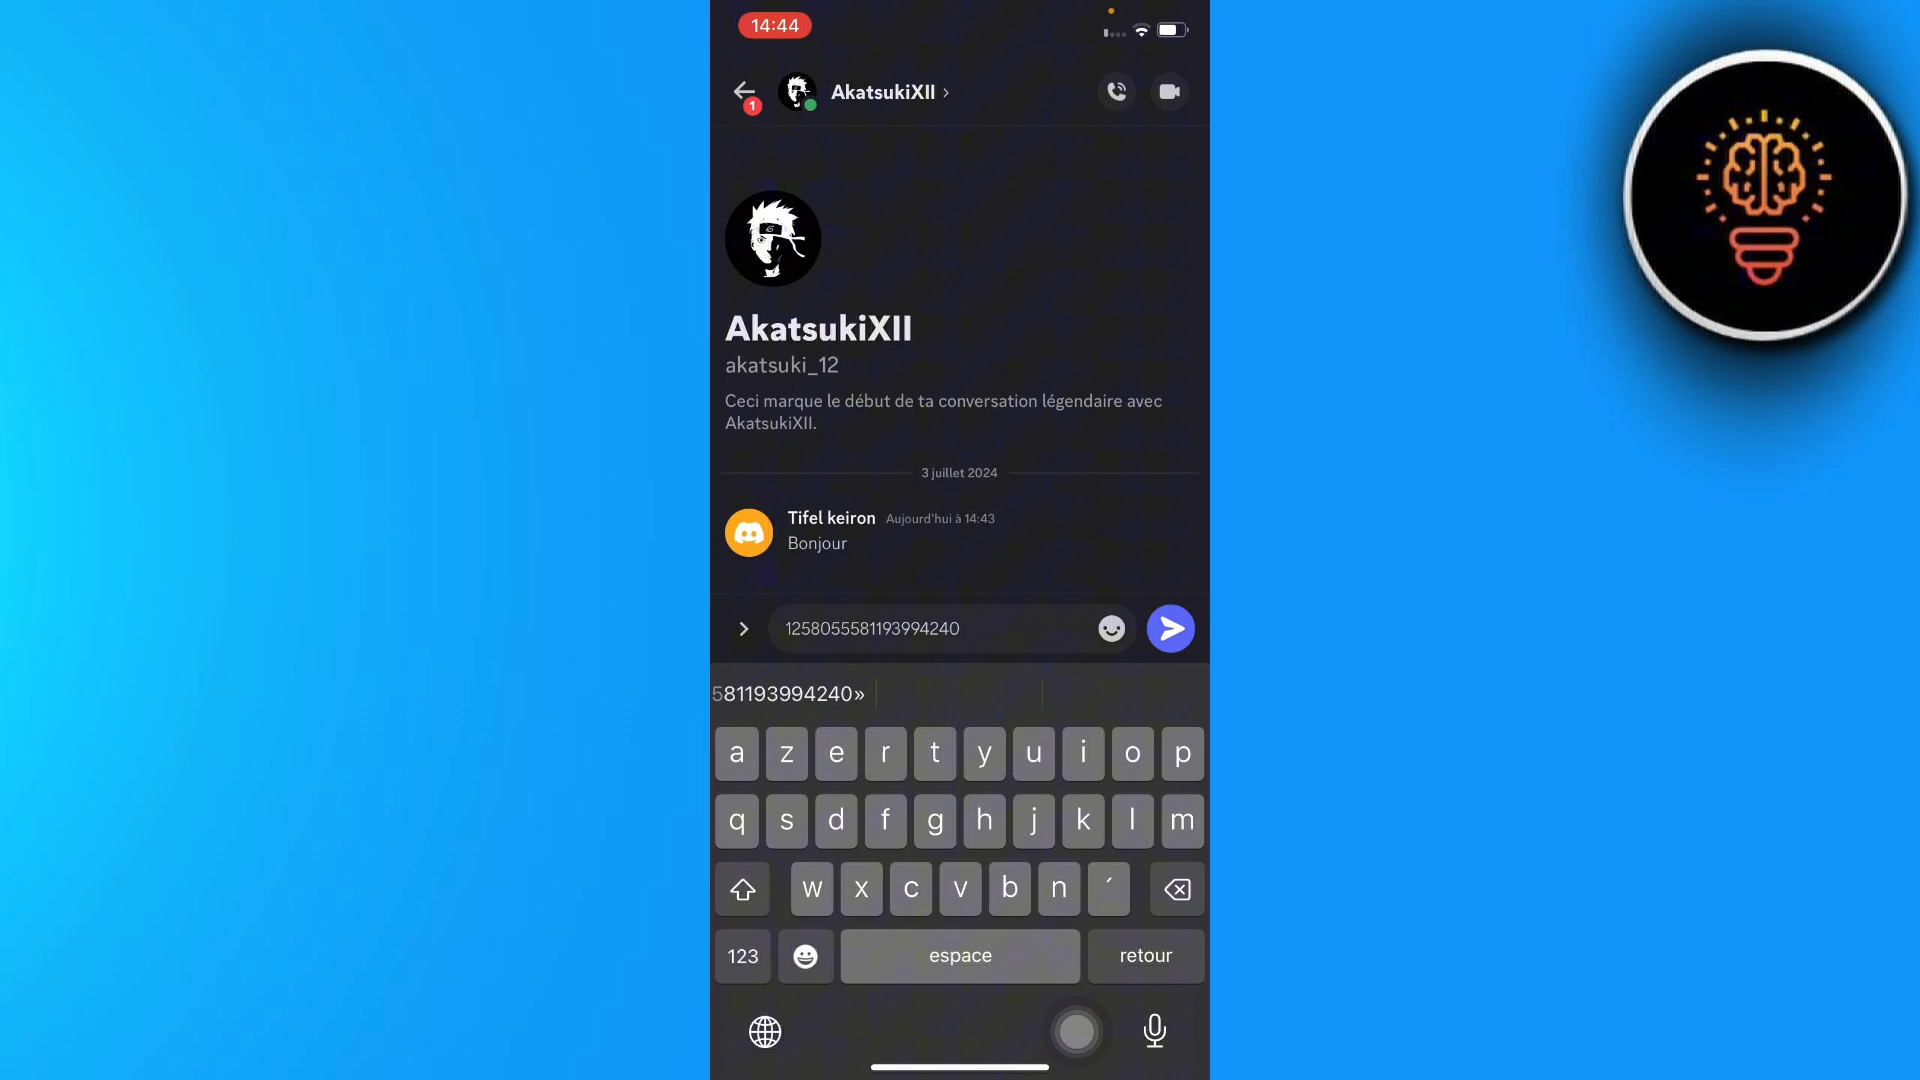 14:44
1
AkatsukiXII
AkatsukiXII
akatsuki_12
Ceci marque le début de ta conversation légendaire avec
AkatsukiXII.
3 juillet 2024
Tifel keiron Aujourd'hui à 14:43
Bonjour
1258055581193994240
581193994240»
a z e r t y u i o p
q s d f g h j k l m
w x c v b n ´
123 espace retour